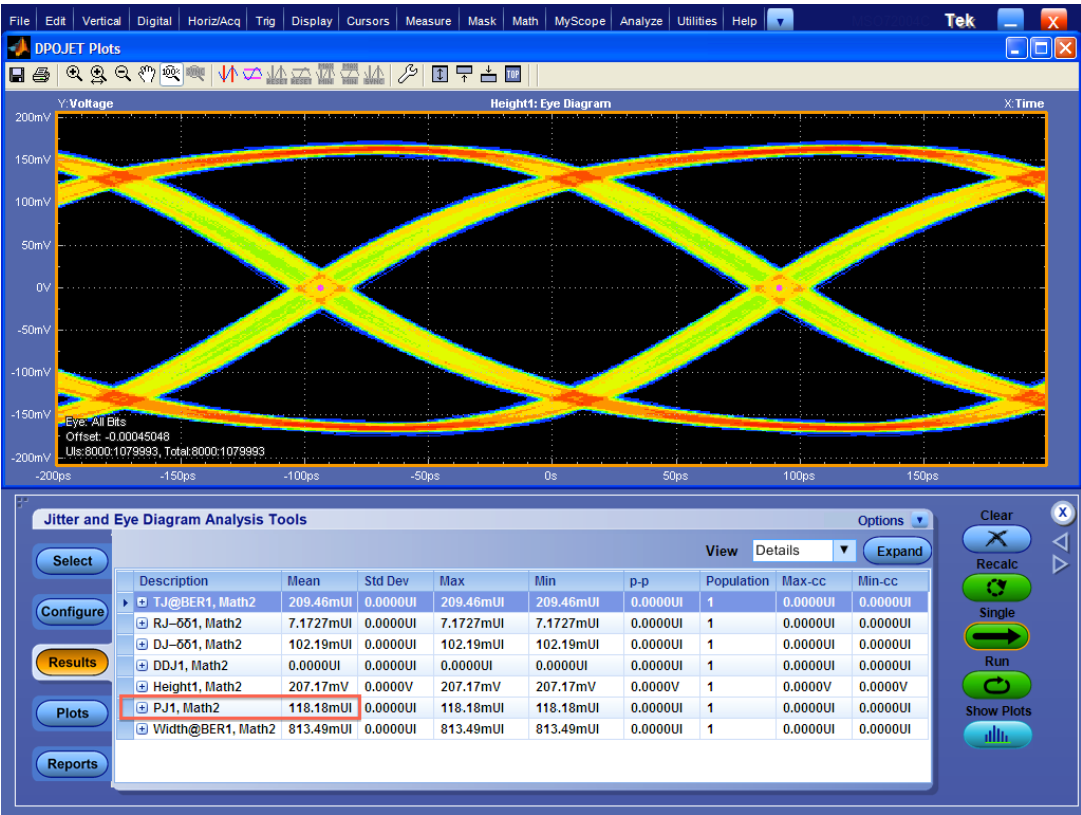 File Edit Vertical Digital Horiz/Acq Trig Display Cursors Measure Mask Math MyScope Analyze Utilities Help Tek X
DPOJET Plots
100% TOP
Y:Voltage Height1: Eye Diagram X:Time
200mV
150mV
100mV
50mV
0V
-50mV
-100mV
-150mV
-200mV
Eye: All Bits
Offset: -0.00045048
UIs:8000:1079993, Total:8000:1079993
-200ps -150ps -100ps -50ps 0s 50ps 100ps 150ps
Jitter and Eye Diagram Analysis Tools Options
View Details Expand
Select
Configure
Results
Plots
Reports
Description Mean Std Dev Max Min p-p Population Max-cc Min-cc
TJ@BER1, Math2 209.46mUI 0.0000UI 209.46mUI 209.46mUI 0.0000UI 1 0.0000UI 0.0000UI
RJ–δδ1, Math2 7.1727mUI 0.0000UI 7.1727mUI 7.1727mUI 0.0000UI 1 0.0000UI 0.0000UI
DJ–δδ1, Math2 102.19mUI 0.0000UI 102.19mUI 102.19mUI 0.0000UI 1 0.0000UI 0.0000UI
DDJ1, Math2 0.0000UI 0.0000UI 0.0000UI 0.0000UI 0.0000UI 1 0.0000UI 0.0000UI
Height1, Math2 207.17mV 0.0000V 207.17mV 207.17mV 0.0000V 1 0.0000V 0.0000V
PJ1, Math2 118.18mUI 0.0000UI 118.18mUI 118.18mUI 0.0000UI 1 0.0000UI 0.0000UI
Width@BER1, Math2 813.49mUI 0.0000UI 813.49mUI 813.49mUI 0.0000UI 1 0.0000UI 0.0000UI
Clear X
Recalc
Single
Run
Show Plots